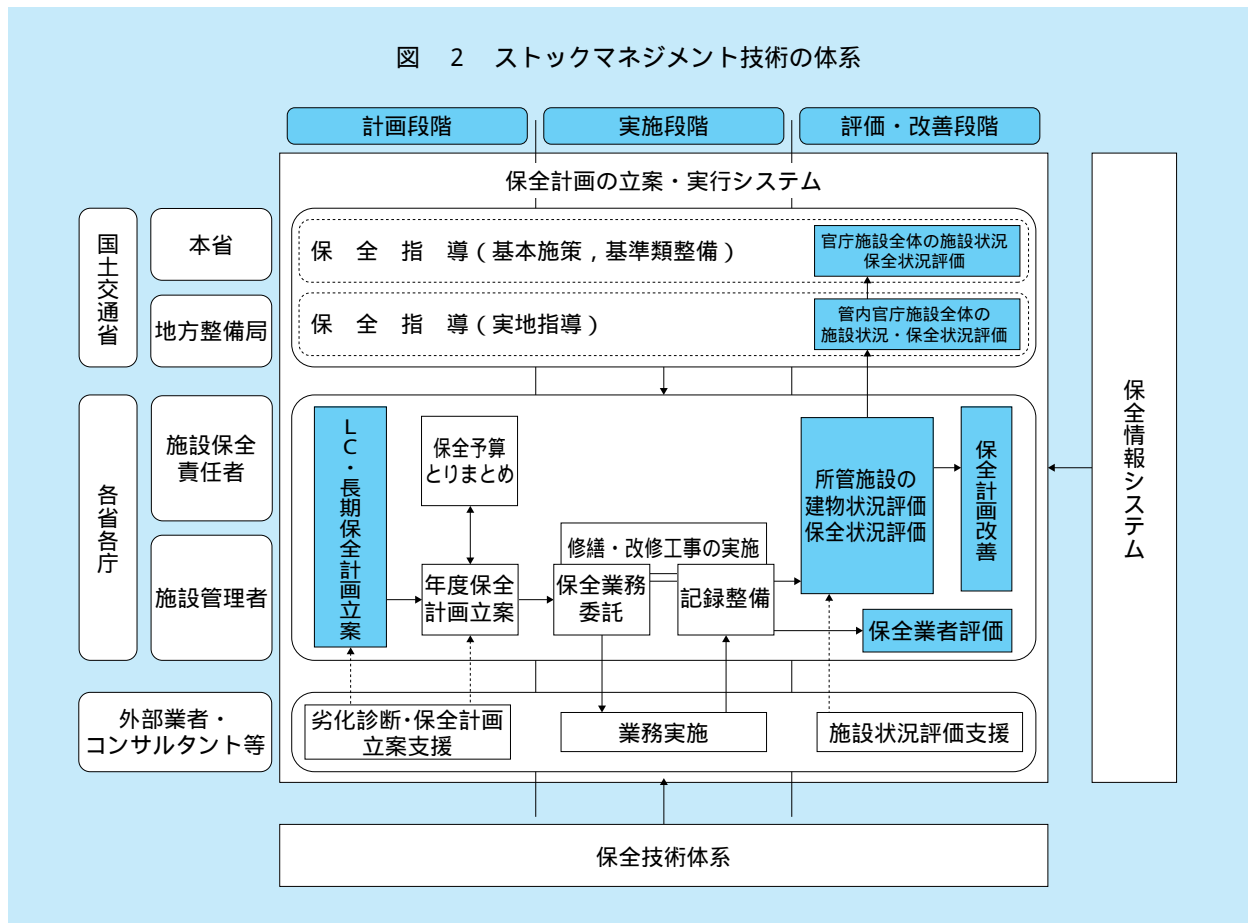 図 2 ストックマネジメント技術の体系
計画段階
実施段階
評価・改善段階
保全計画の立案・実行システム
国土交通省
本省
保全指導(基本施策,基準類整備)
官庁施設全体の施設状況
保全状況評価
地方整備局
保全指導(実地指導)
管内官庁施設全体の
施設状況・保全状況評価
各省各庁
施設保全
責任者
施設管理者
LC・長期保全計画立案
保全予算
とりまとめ
年度保全
計画立案
修繕・改修工事の実施
保全業務
委託
記録整備
所管施設の
建物状況評価
保全状況評価
保全計画改善
保全業者評価
外部業者・
コンサルタント等
劣化診断・保全計画
立案支援
業務実施
施設状況評価支援
保全情報システム
保全技術体系